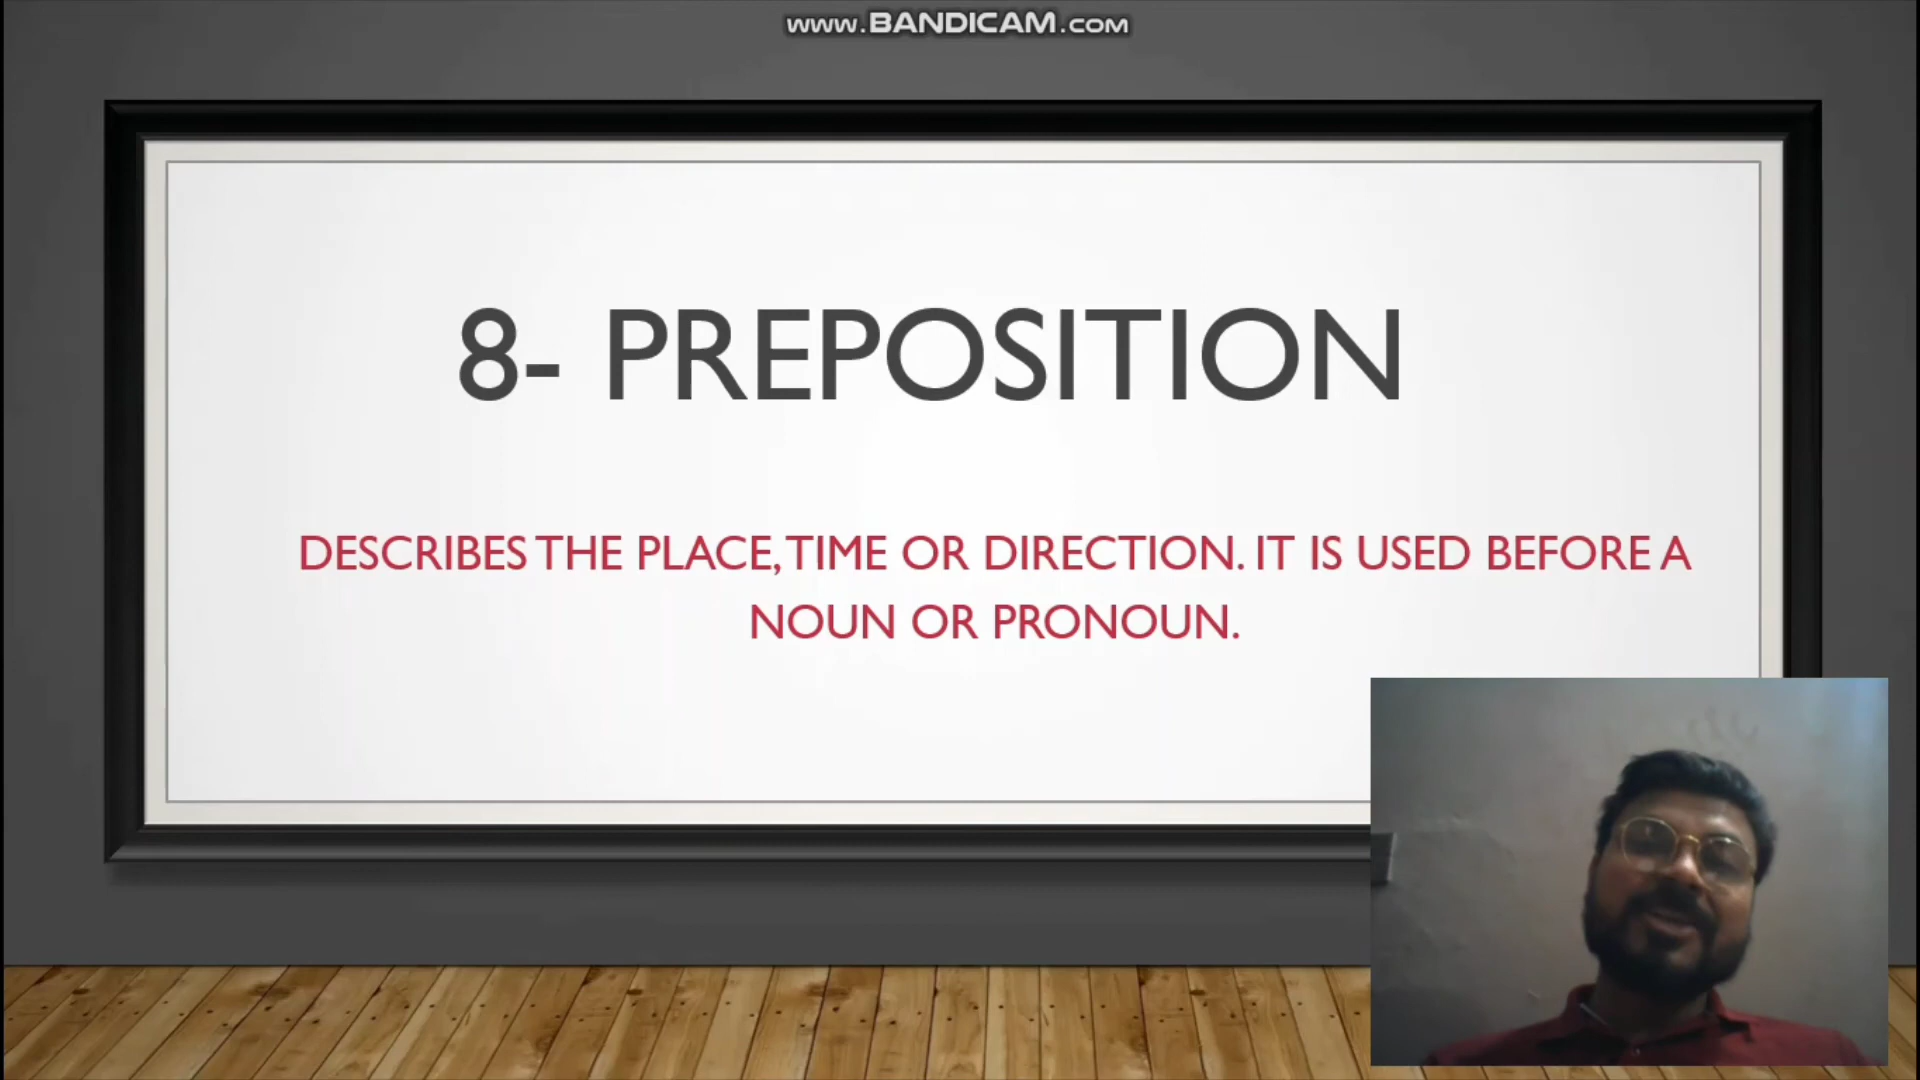 www.BANDICAM.com
8- PREPOSITION
DESCRIBES THE PLACE, TIME OR DIRECTION. IT IS USED BEFORE A
NOUN OR PRONOUN.